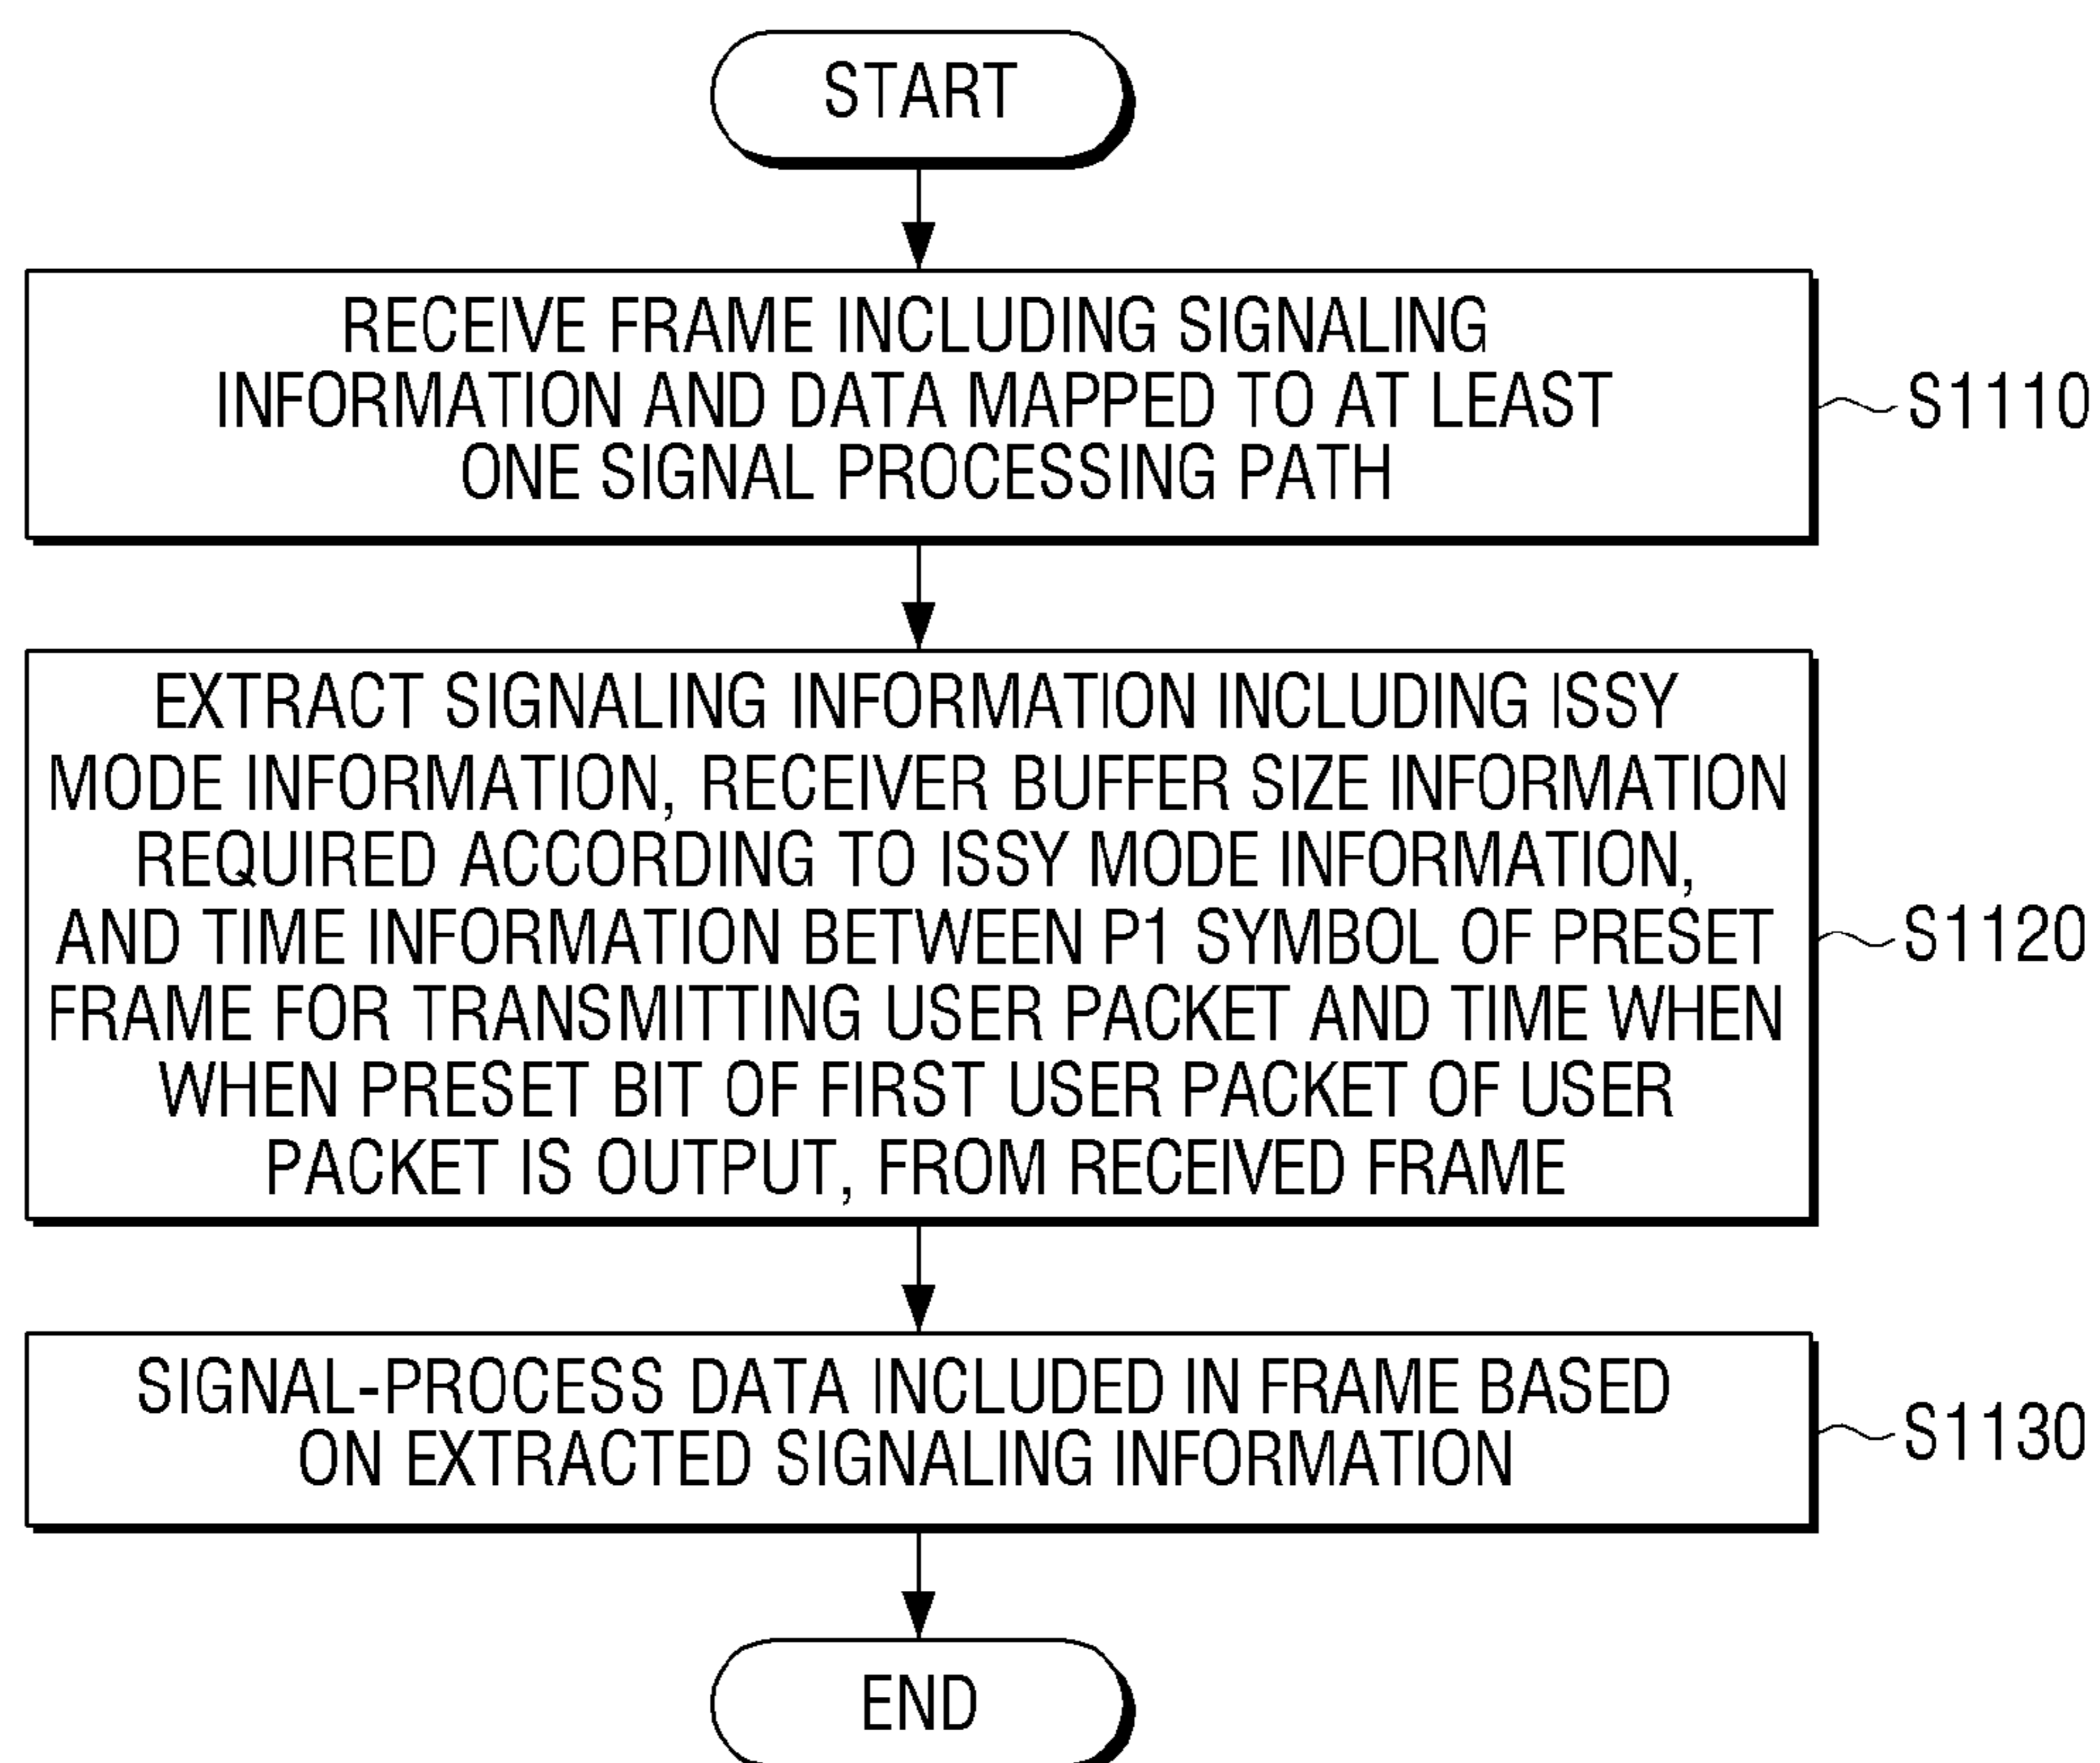 START
RECEIVE FRAME INCLUDING SIGNALING
INFORMATION AND DATA MAPPED TO AT LEAST
ONE SIGNAL PROCESSING PATH
S1110
EXTRACT SIGNALING INFORMATION INCLUDING ISSY
MODE INFORMATION, RECEIVER BUFFER SIZE INFORMATION
REQUIRED ACCORDING TO ISSY MODE INFORMATION,
AND TIME INFORMATION BETWEEN P1 SYMBOL OF PRESET
FRAME FOR TRANSMITTING USER PACKET AND TIME WHEN
WHEN PRESET BIT OF FIRST USER PACKET OF USER
PACKET IS OUTPUT, FROM RECEIVED FRAME
S1120
SIGNAL-PROCESS DATA INCLUDED IN FRAME BASED
ON EXTRACTED SIGNALING INFORMATION
S1130
END